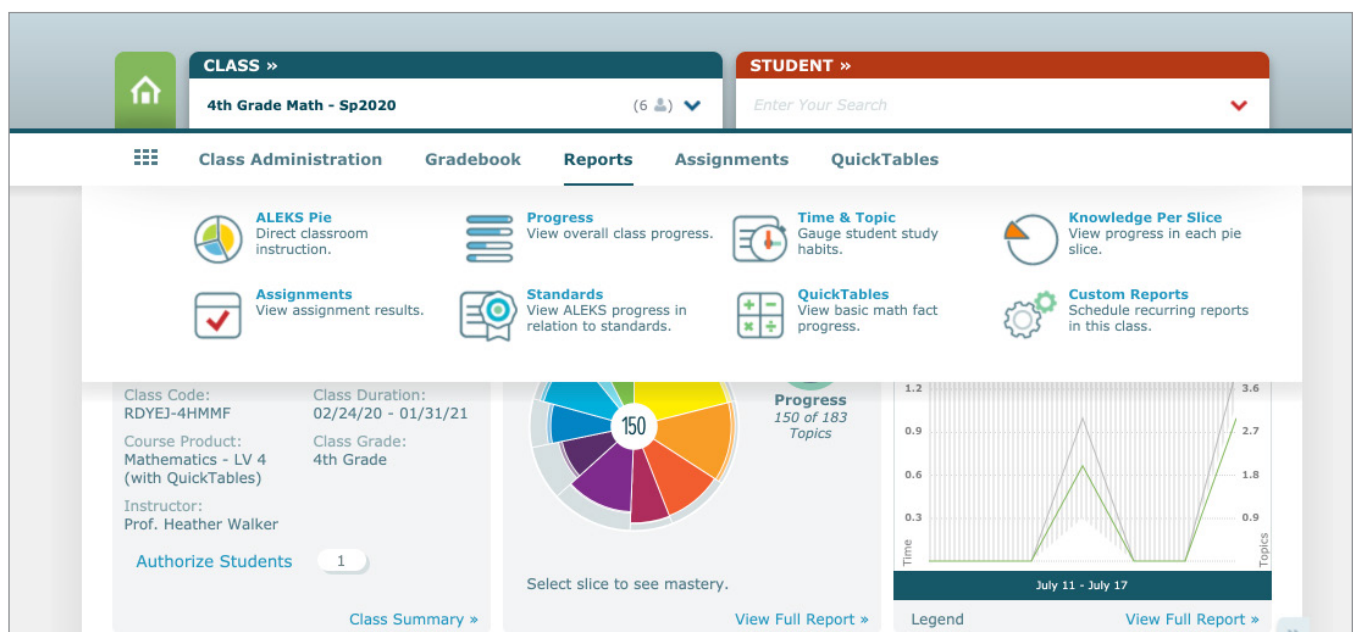 CLASS »
STUDENT »
4th Grade Math - Sp2020
(6 )
Enter Your Search
Class Administration
Gradebook
Reports
Assignments
QuickTables
ALEKS Pie
Direct classroom
instruction.
Progress
View overall class progress.
Time & Topic
Gauge student study
habits.
Knowledge Per Slice
View progress in each pie
slice.
Assignments
View assignment results.
Standards
View ALEKS progress in
relation to standards.
QuickTables
View basic math fact
progress.
Custom Reports
Schedule recurring reports
in this class.
Class Code:
RDYEJ-4HMMF
Class Duration:
02/24/20 - 01/31/21
Course Product:
Mathematics - LV 4
(with QuickTables)
Class Grade:
4th Grade
Instructor:
Prof. Heather Walker
Authorize Students
1
Class Summary »
150
Progress
150 of 183
Topics
Select slice to see mastery.
View Full Report »
1.2
0.9
0.6
0.3
Time
3.6
2.7
1.8
0.9
Topics
July 11 - July 17
Legend
View Full Report »